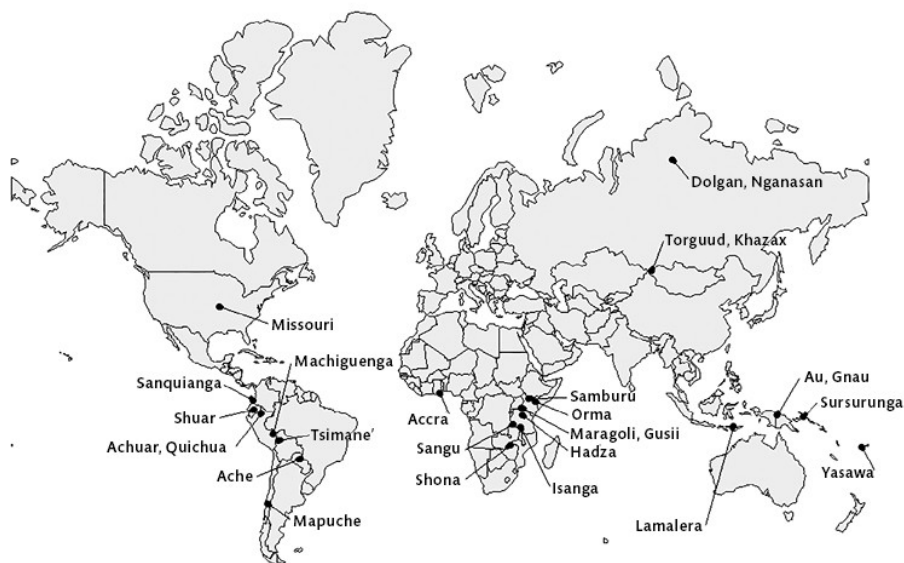 Dolgan, Nganasan
Torguud, Khazax
Missouri
Machiguenga
Sanquianga
Shuar
Tsimane'
Achuar, Quichua
Ache
Mapuche
Accra
Samburu
Orma
Maragoli, Gusii
Hadza
Sangu
Shona
Isanga
Au, Gnau
Sursurunga
Yasawa
Lamalera